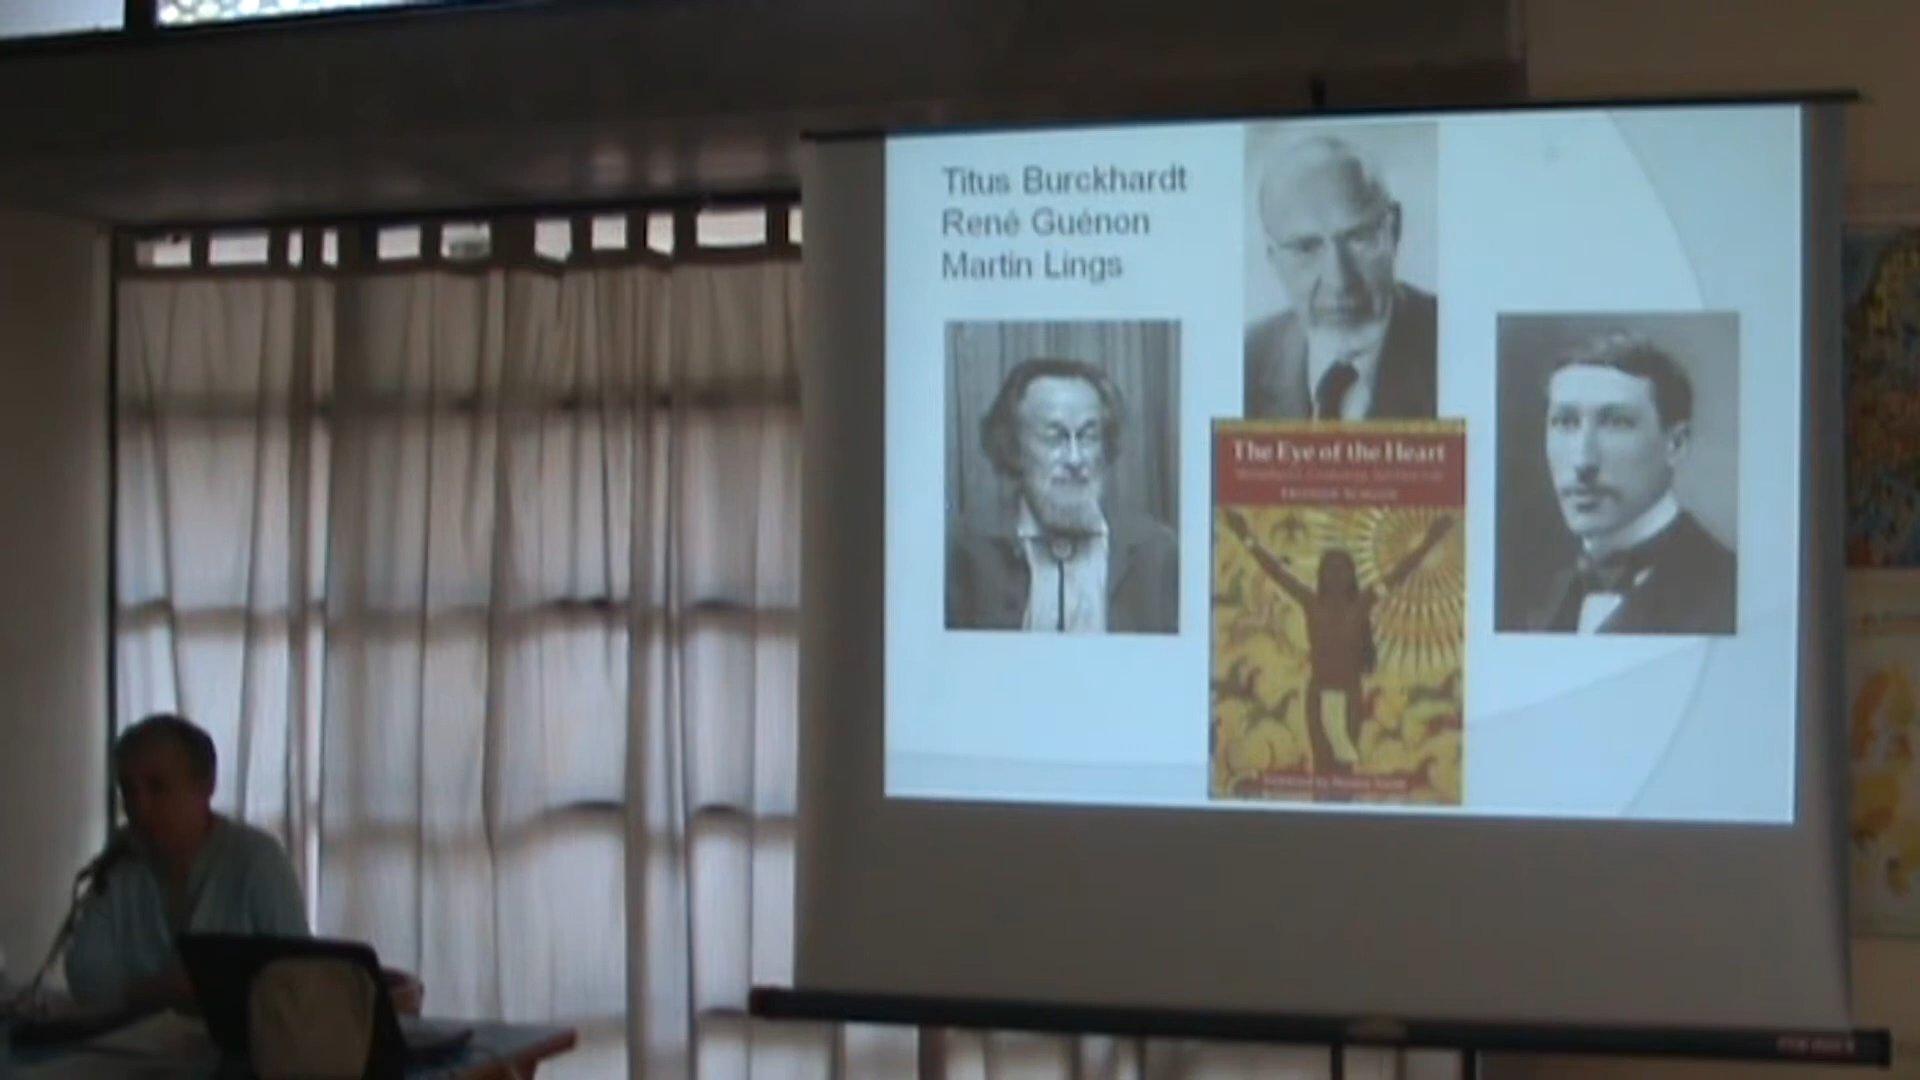 Titus Burckhardt
René Guénon
Martin Lings
The Eye of the Heart